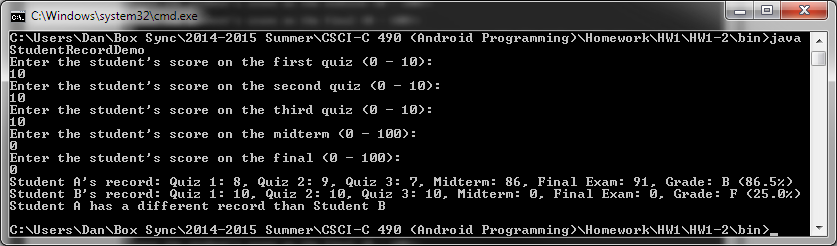 C:\Windows\system32\cmd.exe
C:\Users\Dan\Box Sync\2014-2015 Summer\CSCI-C 490 (Android Programming)\Homework\HW1\HW1-2\bin>java
StudentRecordDemo
Enter the student's score on the first quiz (0 - 10):
10
Enter the student's score on the second quiz (0 - 10):
10
Enter the student's score on the third quiz (0 - 10):
10
Enter the student's score on the midterm (0 - 100):
0
Enter the student's score on the final (0 - 100):
0
Student A's record: Quiz 1: 8, Quiz 2: 9, Quiz 3: 7, Midterm: 86, Final Exam: 91, Grade: B (86.5%)
Student B's record: Quiz 1: 10, Quiz 2: 10, Quiz 3: 10, Midterm: 0, Final Exam: 0, Grade: F (25.0%)
Student A has a different record than Student B
C:\Users\Dan\Box Sync\2014-2015 Summer\CSCI-C 490 (Android Programming)\Homework\HW1\HW1-2\bin>_